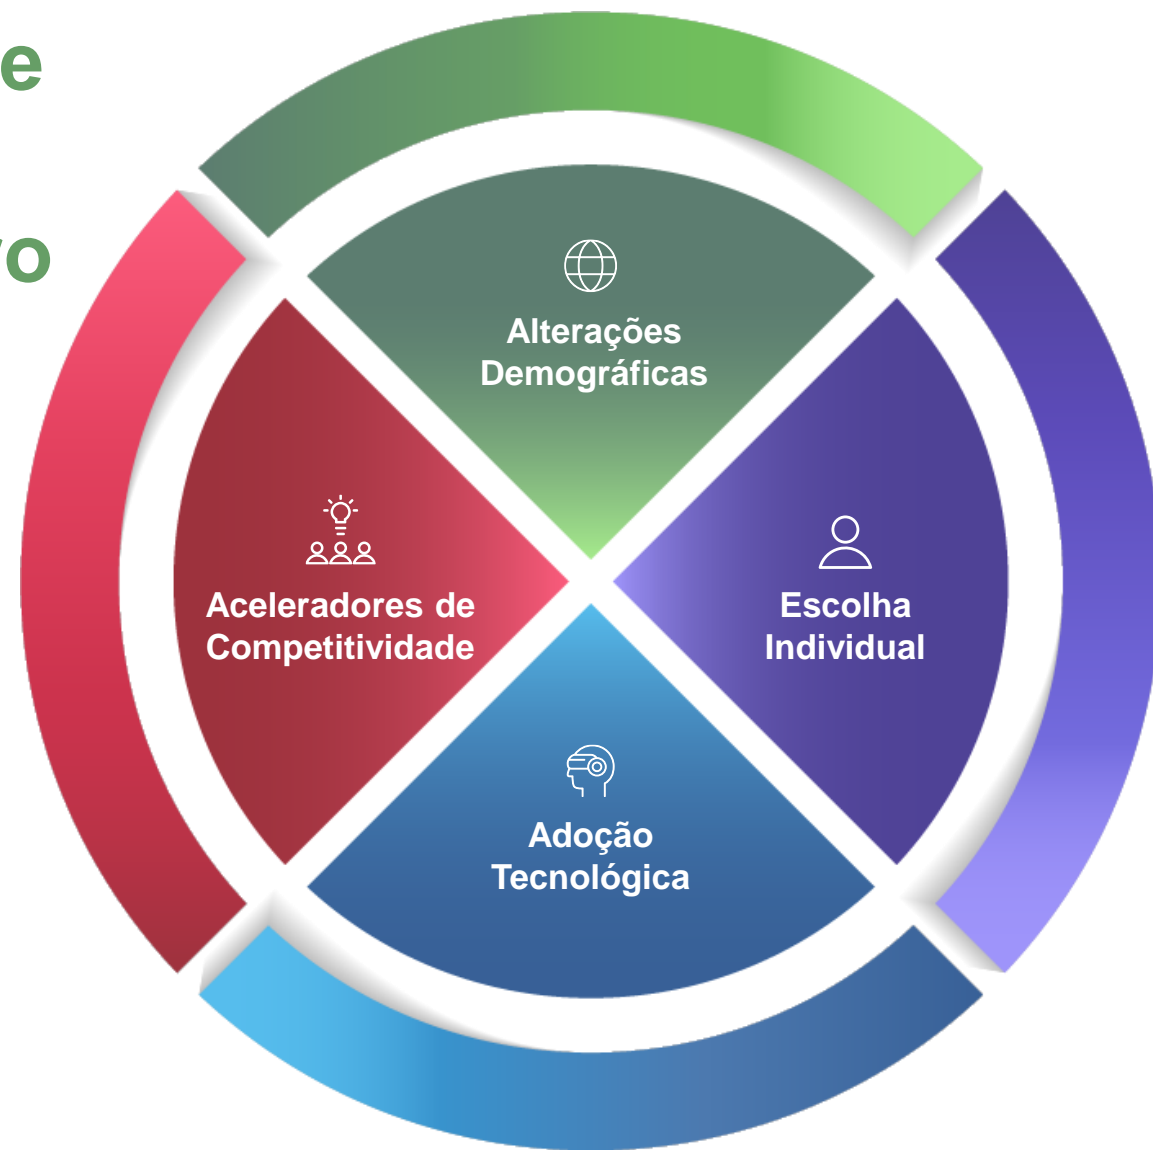 Alterações
Demográficas
Aceleradores de
Competitividade
Escolha
Individual
Adoção
Tecnológica